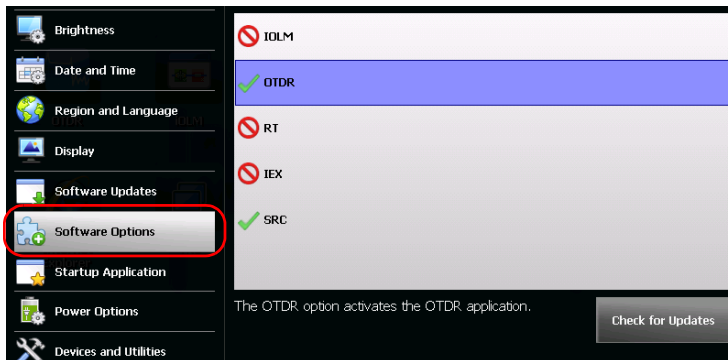 Brightness
Date and Time
Region and Language
Display
Software Updates
Software Options
Startup Application
Power Options
Devices and Utilities
IOLM
OTDR
RT
IEX
SRC
The OTDR option activates the OTDR application.
Check for Updates